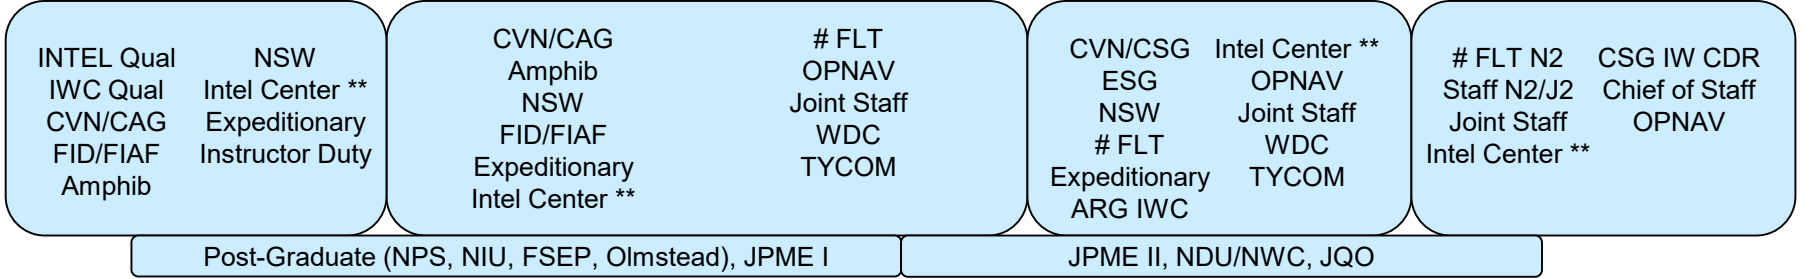 INTEL Qual
IWC Qual
CVN/CAG
FID/FIAF
Amphib
NSW
Intel Center **
Expeditionary
Instructor Duty
CVN/CAG
Amphib
NSW
FID/FIAF
Expeditionary
Intel Center **
# FLT
OPNAV
Joint Staff
WDC
TYCOM
CVN/CSG
ESG
NSW
# FLT
Expeditionary
ARG IWC
Intel Center **
OPNAV
Joint Staff
WDC
TYCOM
# FLT N2
Staff N2/J2
Joint Staff
Intel Center **
CSG IW CDR
Chief of Staff
OPNAV
Post-Graduate (NPS, NIU, FSEP, Olmstead), JPME I
JPME II, NDU/NWC, JQO